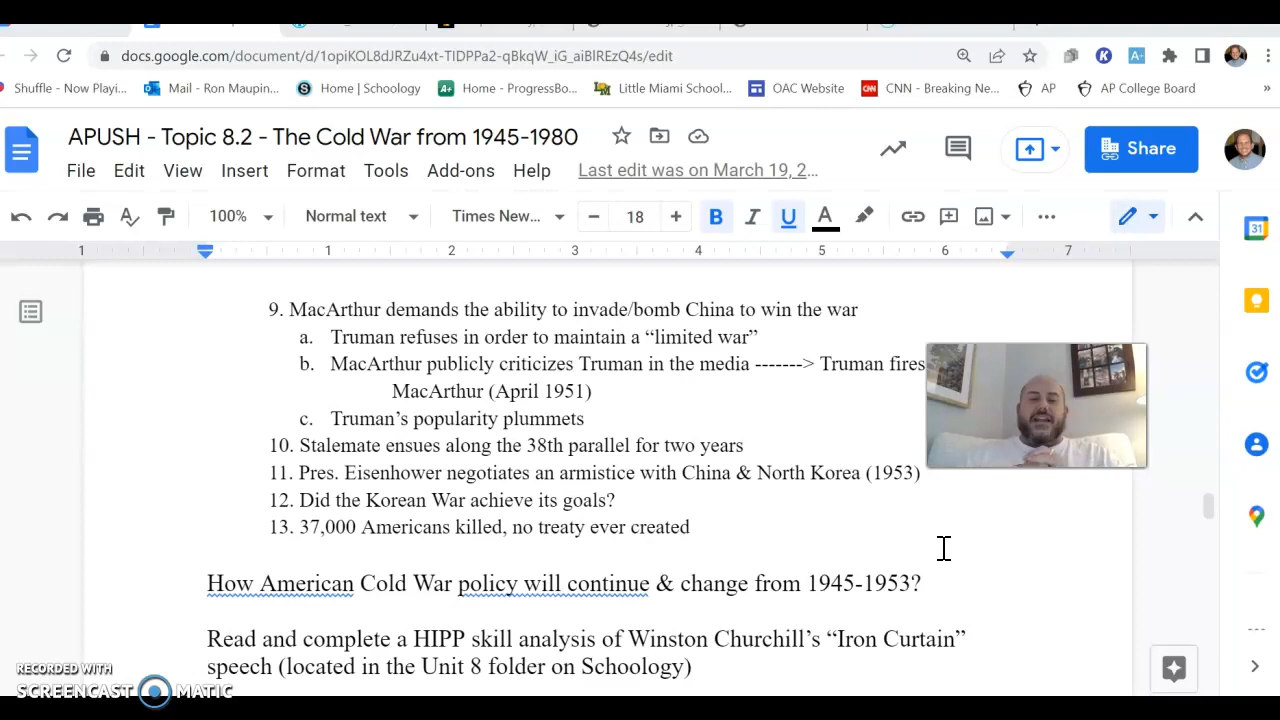 docs.google.com/document/d/1opiKOL8dJRZu4xt-TIDPPa2-qBkqW_iG_aiBlREzQ4s/edit
Shuffle - Now Playi... Mail - Ron Maupin... Home | Schoology Home - ProgressBo... Little Miami School... OAC Website CNN - Breaking Ne... AP AP College Board »
APUSH - Topic 8.2 - The Cold War from 1945-1980
Share
File Edit View Insert Format Tools Add-ons Help Last edit was on March 19, 2...
100% Normal text Times New... − 18 + B I U A
1 1 2 3 4 5 6 7
31
9. MacArthur demands the ability to invade/bomb China to win the war
a. Truman refuses in order to maintain a “limited war”
b. MacArthur publicly criticizes Truman in the media -------> Truman fires
MacArthur (April 1951)
c. Truman’s popularity plummets
10. Stalemate ensues along the 38th parallel for two years
11. Pres. Eisenhower negotiates an armistice with China & North Korea (1953)
12. Did the Korean War achieve its goals?
13. 37,000 Americans killed, no treaty ever created
How American Cold War policy will continue & change from 1945-1953?
Read and complete a HIPP skill analysis of Winston Churchill’s “Iron Curtain”
speech (located in the Unit 8 folder on Schoology)
RECORDED WITH
SCREENCAST MATIC